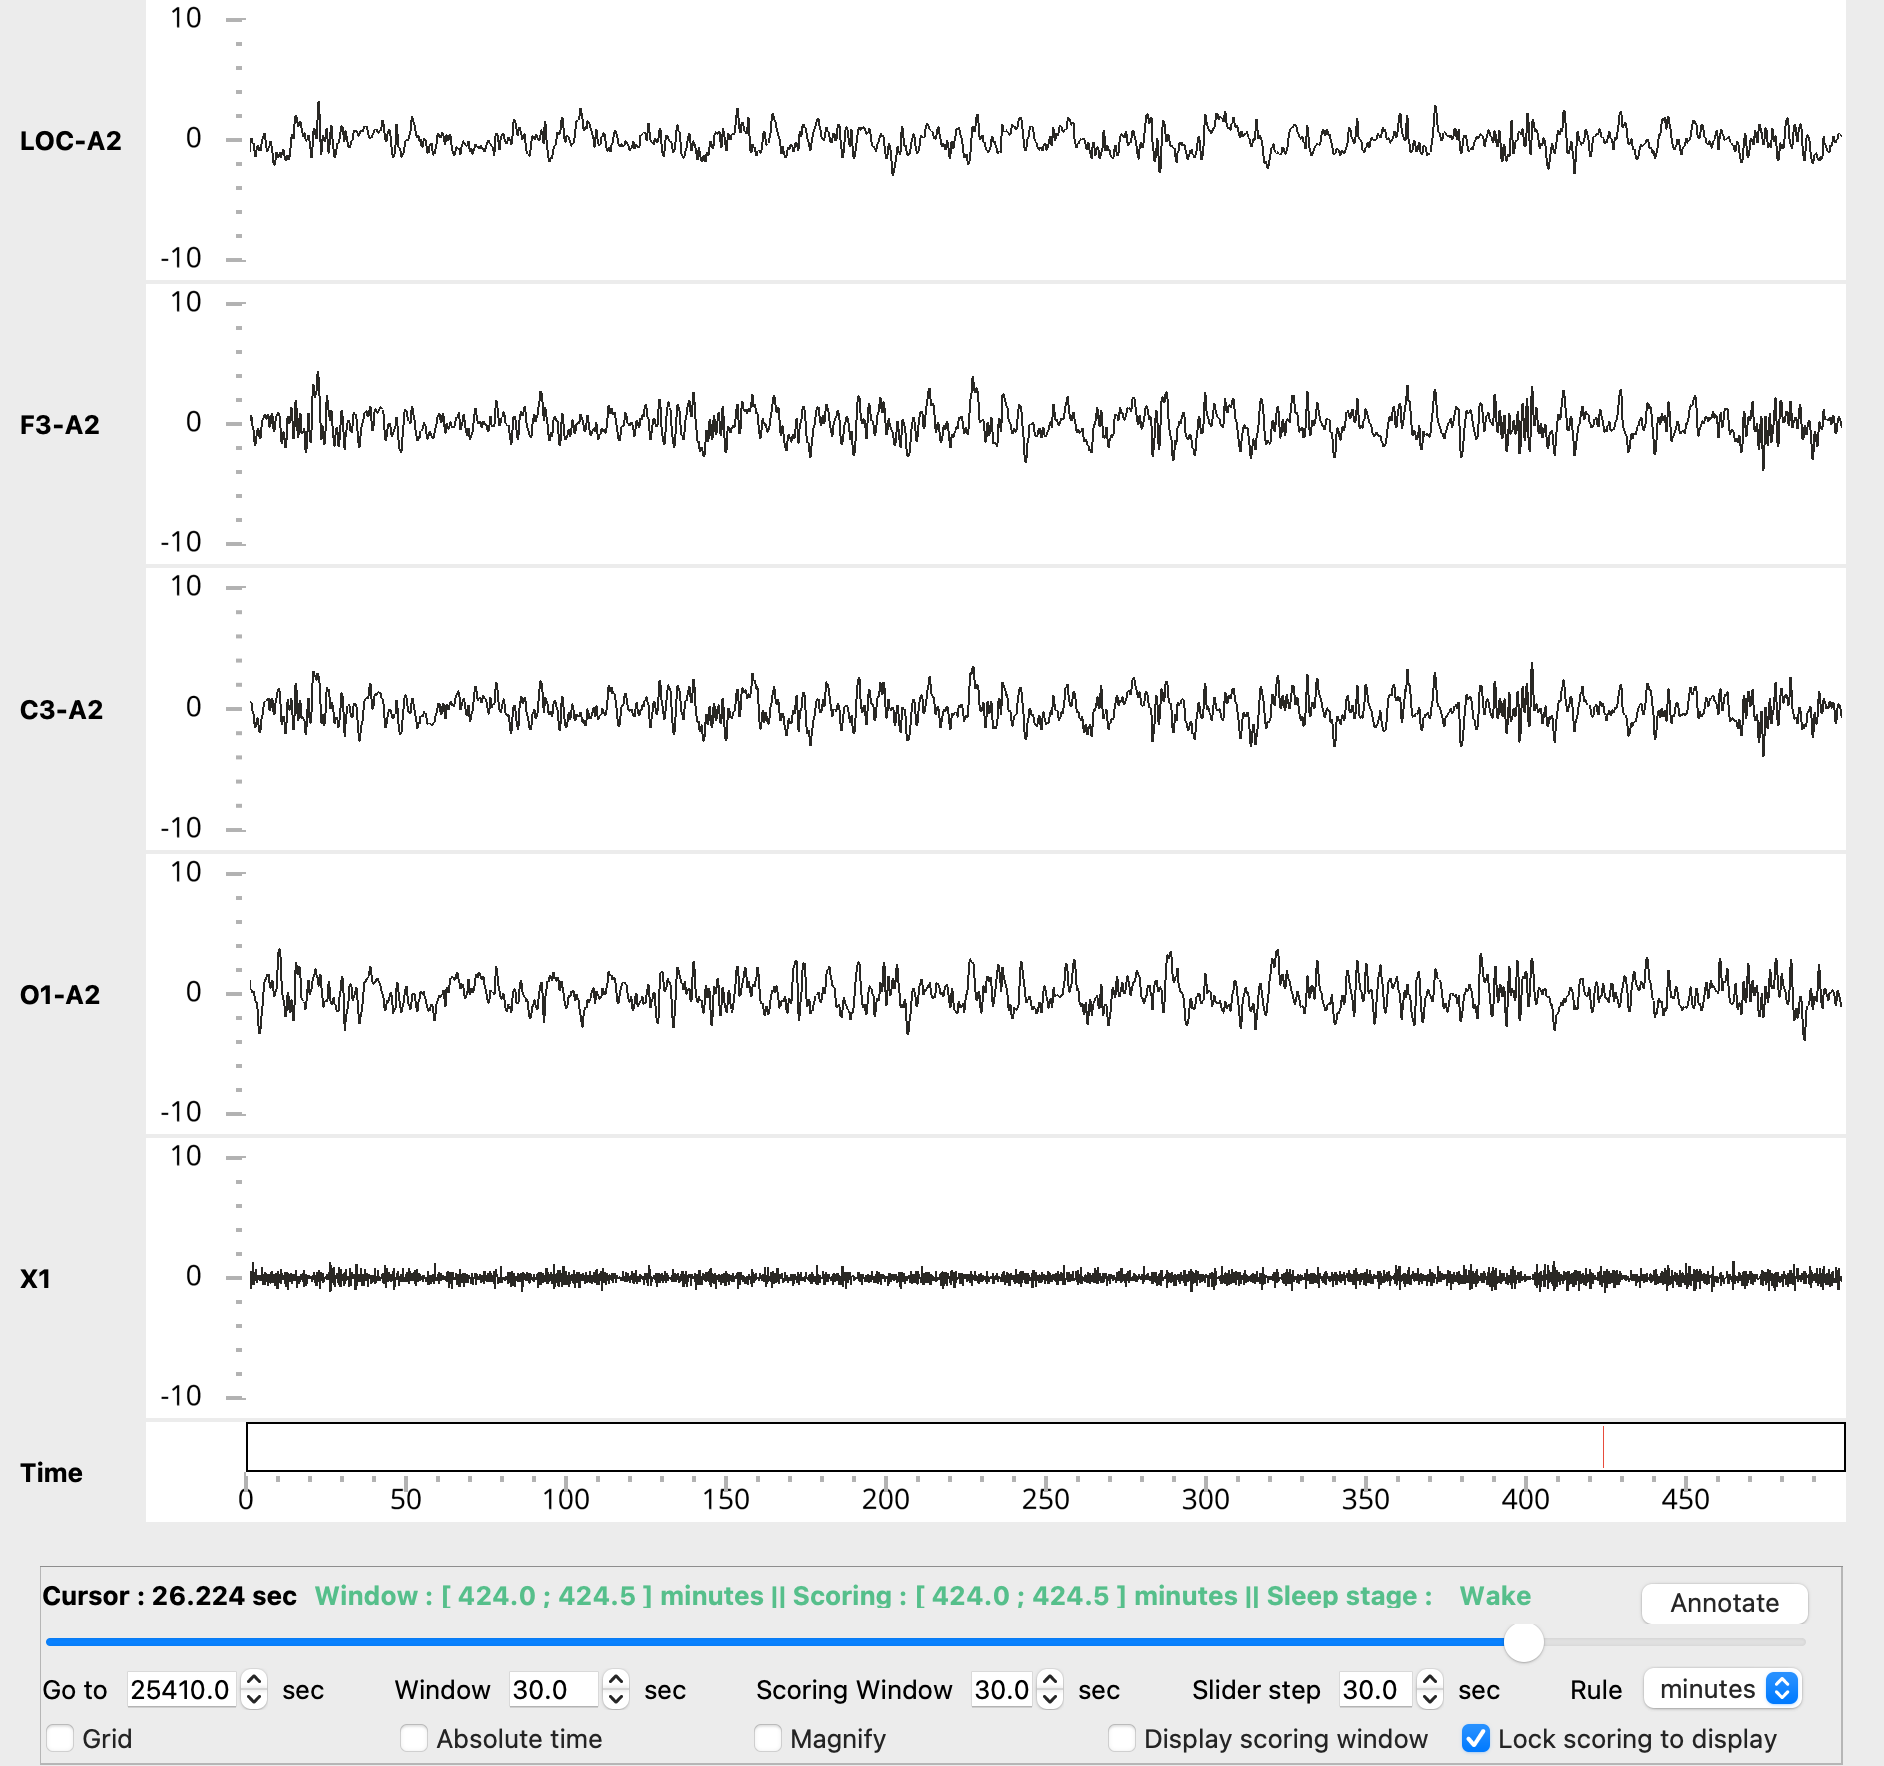 10
LOC-A2 0
-10
10
F3-A2 0
-10
10
C3-A2 0
-10
10
O1-A2 0
-10
10
X1 0
-10
Time
0 50 100 150 200 250 300 350 400 450
Cursor : 26.224 sec Window : [ 424.0 ; 424.5 ] minutes || Scoring : [ 424.0 ; 424.5 ] minutes || Sleep stage : Wake Annotate
Go to 25410.0 sec Window 30.0 sec Scoring Window 30.0 sec Slider step 30.0 sec Rule minutes
Grid Absolute time Magnify Display scoring window Lock scoring to display